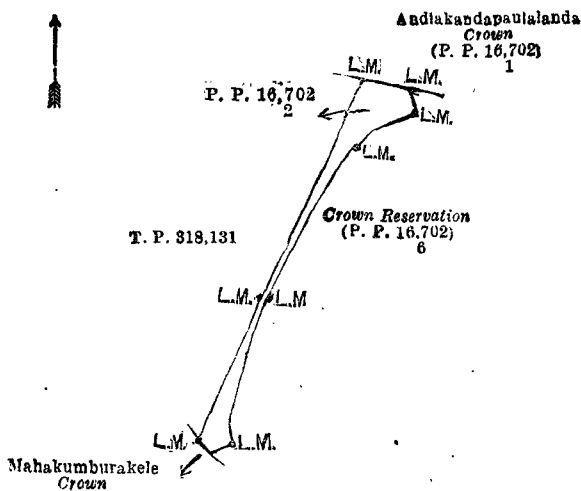 Andiakandapaulalanda
Crown
(P. P. 16,702)
1
L.M. L.M.
P. P. 16,702
2
L.M.
L.M.
Crown Reservation
(P. P. 16,702)
6
T. P. 318,131
L.M. L.M
L.M. L.M.
Mahakumburakele
Crown